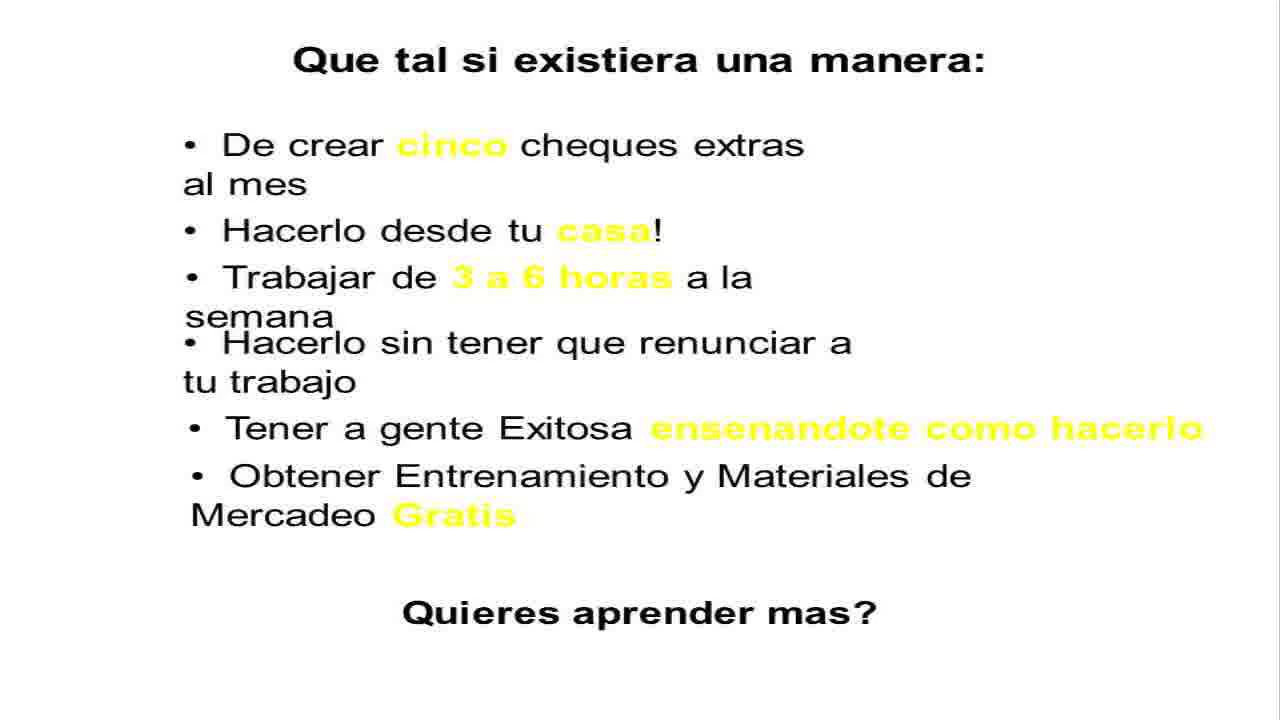 Que tal si existiera una manera:
• De crear cinco cheques extras
al mes
• Hacerlo desde tu casa!
• Trabajar de 3 a 6 horas a la
semana
• Hacerlo sin tener que renunciar a
tu trabajo
• Tener a gente Exitosa ensenandote como hacerlo
• Obtener Entrenamiento y Materiales de
Mercadeo Gratis
Quieres aprender mas?